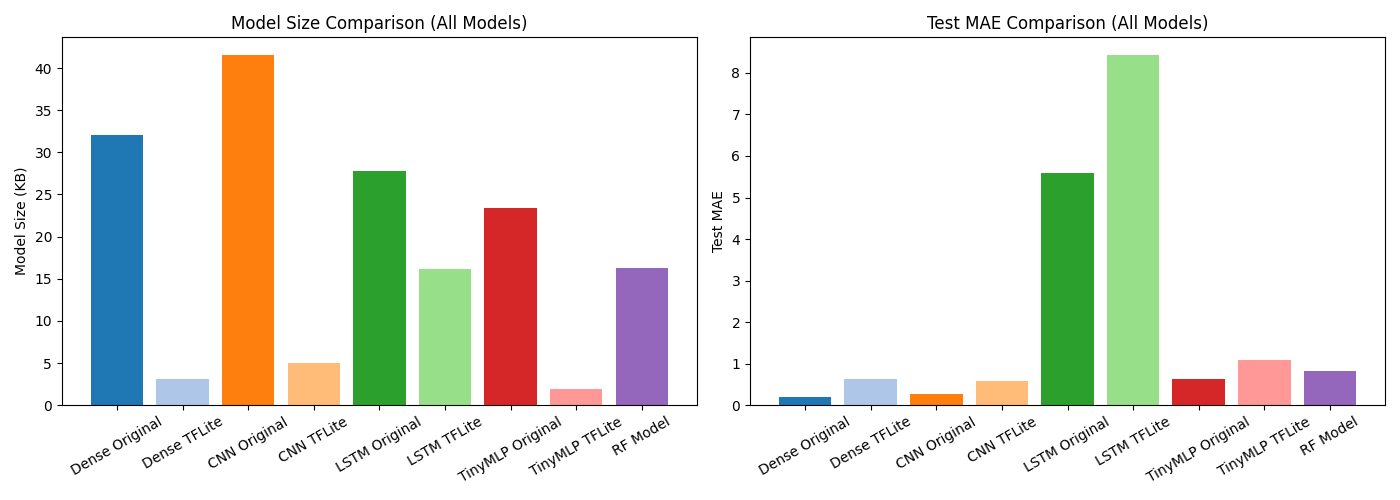 Model Size Comparison (All Models)
Model Size (KB)
40
35
30
25
20
15
10
5
0
Dense Original
Dense TFLite
CNN Original
CNN TFLite
LSTM Original
LSTM TFLite
TinyMLP Original
TinyMLP TFLite
RF Model
Test MAE Comparison (All Models)
Test MAE
8
7
6
5
4
3
2
1
0
Dense Original
Dense TFLite
CNN Original
CNN TFLite
LSTM Original
LSTM TFLite
TinyMLP Original
TinyMLP TFLite
RF Model